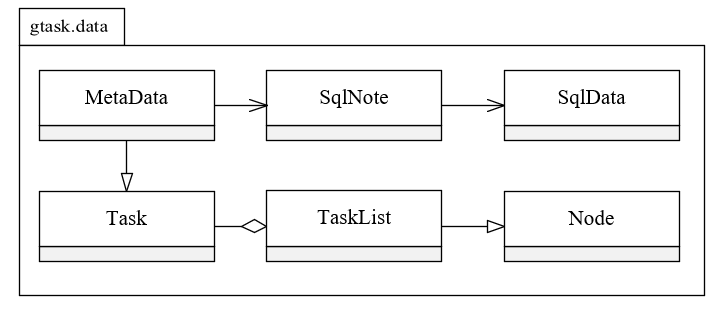 gtask.data
MetaData
SqlNote
SqlData
Task
TaskList
Node